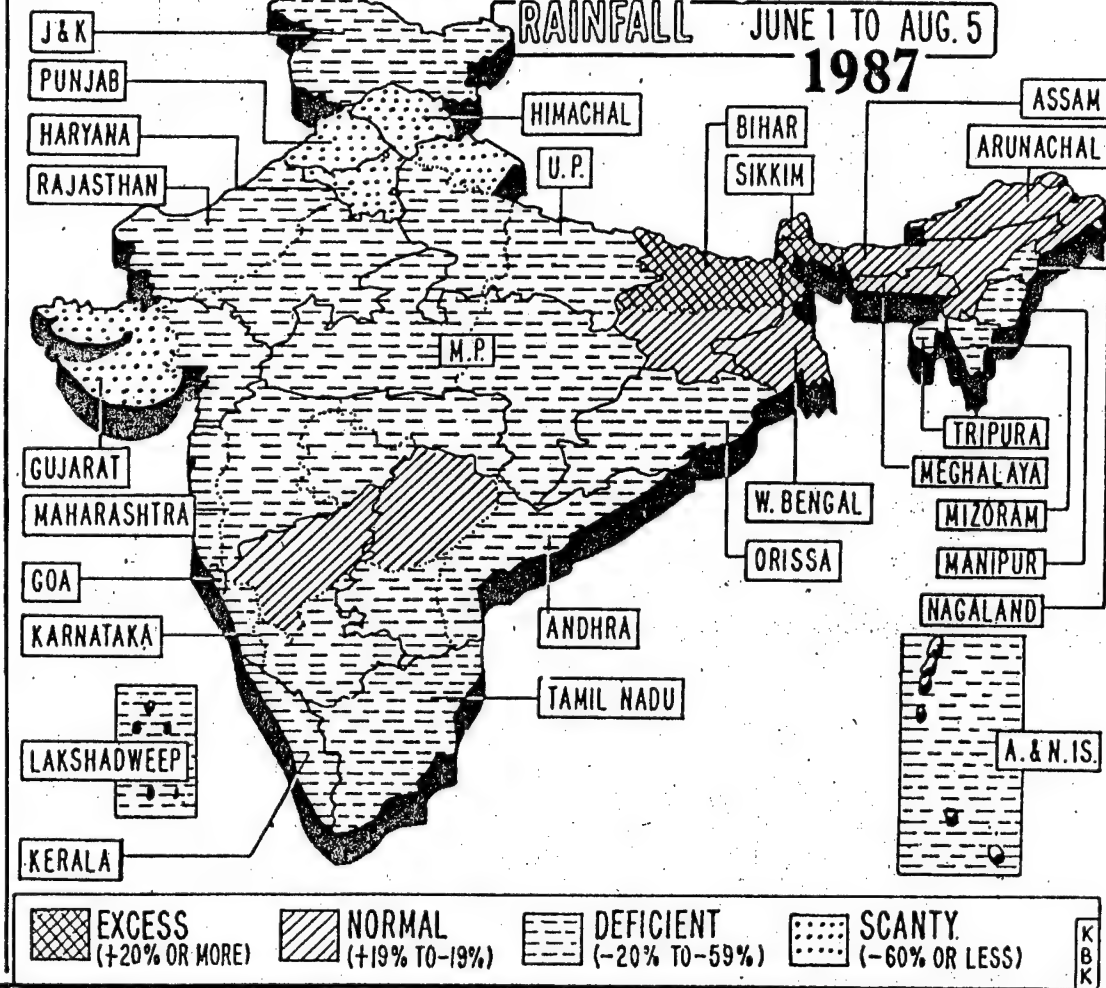 RAINFALL JUNE 1 TO AUG. 5
1987
J & K
PUNJAB
HARYANA
RAJASTHAN
HIMACHAL
U.P.
BIHAR
SIKKIM
ASSAM
ARUNACHAL
M.P.
GUJARAT
MAHARASHTRA
GOA
KARNATAKA
LAKSHADWEEP
KERALA
ANDHRA
TAMIL NADU
W. BENGAL
ORISSA
TRIPURA
MEGHALAYA
MIZORAM
MANIPUR
NAGALAND
A. & N. IS.
EXCESS
(+20% OR MORE)
NORMAL
(+19% TO -19%)
DEFICIENT
(-20% TO -59%)
SCANTY.
(-60% OR LESS)
K
B
K